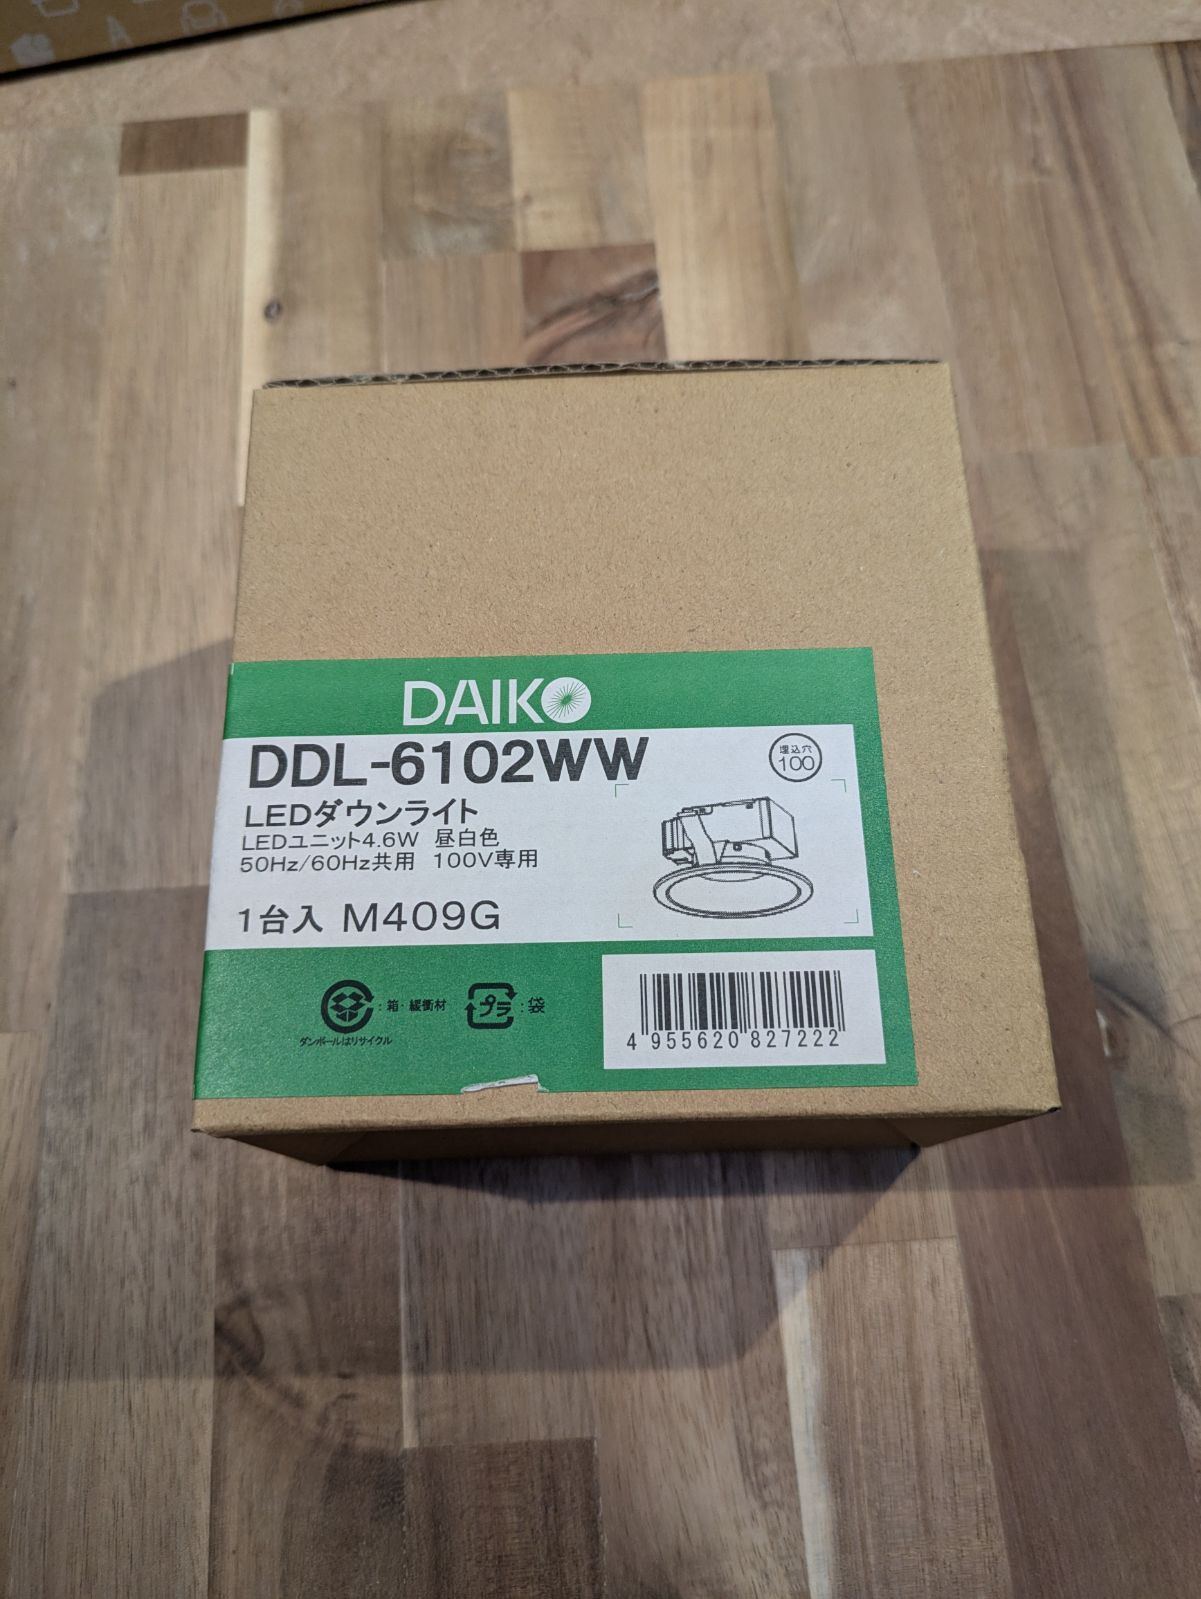 DAIKO
DDL-6102WW
埋込穴
100
LEDダウンライト
LEDユニット4.6W 昼白色
50Hz/60Hz共用 100V専用
1台入 M409G
:箱・緩衝材
ダンボールはリサイクル
プラ
:袋
4 955620 827222